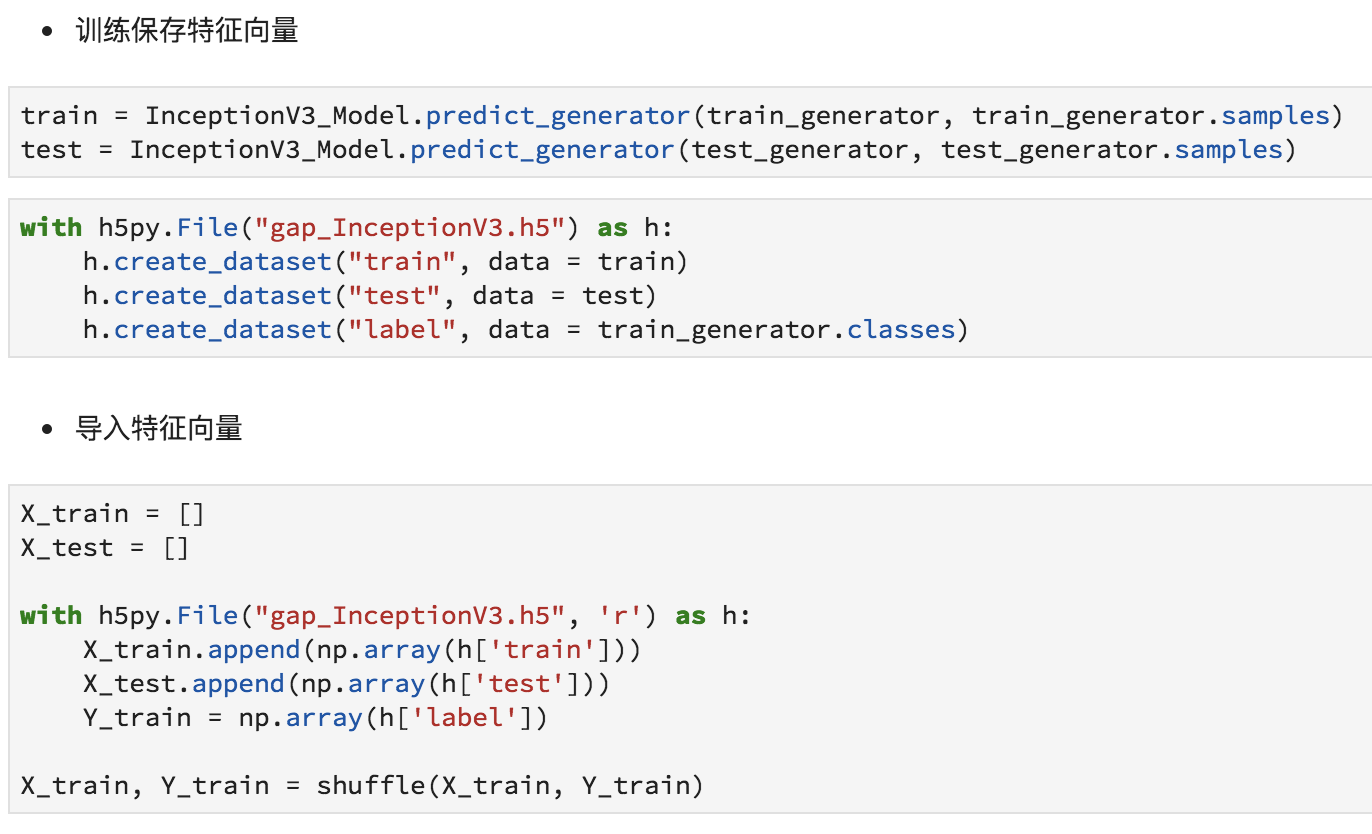 • 训练保存特征向量
train = InceptionV3_Model.predict_generator(train_generator, train_generator.samples)
test = InceptionV3_Model.predict_generator(test_generator, test_generator.samples)
with h5py.File("gap_InceptionV3.h5") as h:
    h.create_dataset("train", data = train)
    h.create_dataset("test", data = test)
    h.create_dataset("label", data = train_generator.classes)
• 导入特征向量
X_train = []
X_test = []
with h5py.File("gap_InceptionV3.h5", 'r') as h:
    X_train.append(np.array(h['train']))
    X_test.append(np.array(h['test']))
    Y_train = np.array(h['label'])
X_train, Y_train = shuffle(X_train, Y_train)